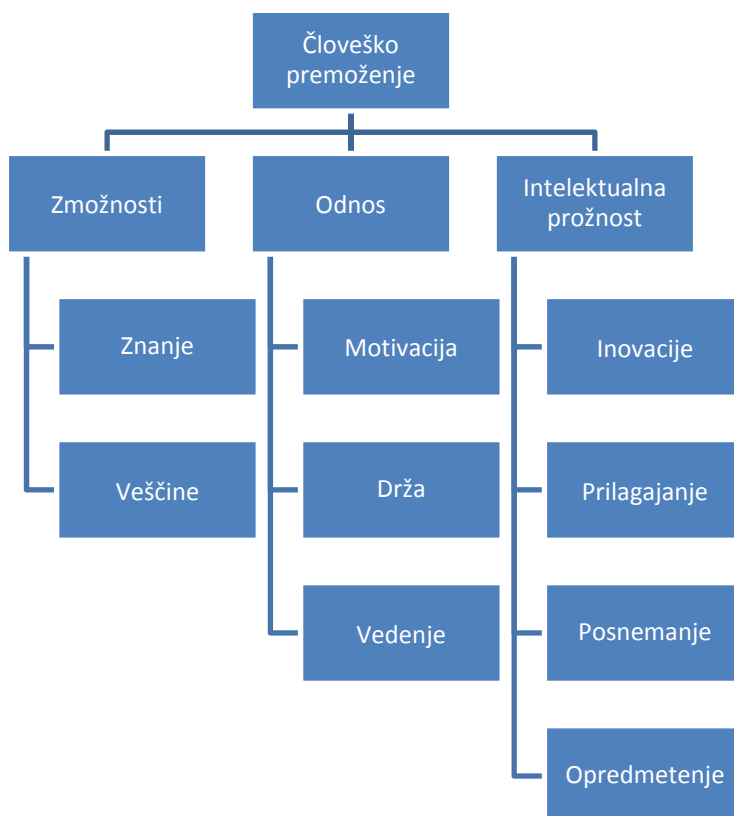 Človeško
premoženje
Zmožnosti
Odnos
Intelektualna
prožnost
Znanje
Motivacija
Inovacije
Veščine
Drža
Prilagajanje
Vedenje
Posnemanje
Opredmetenje